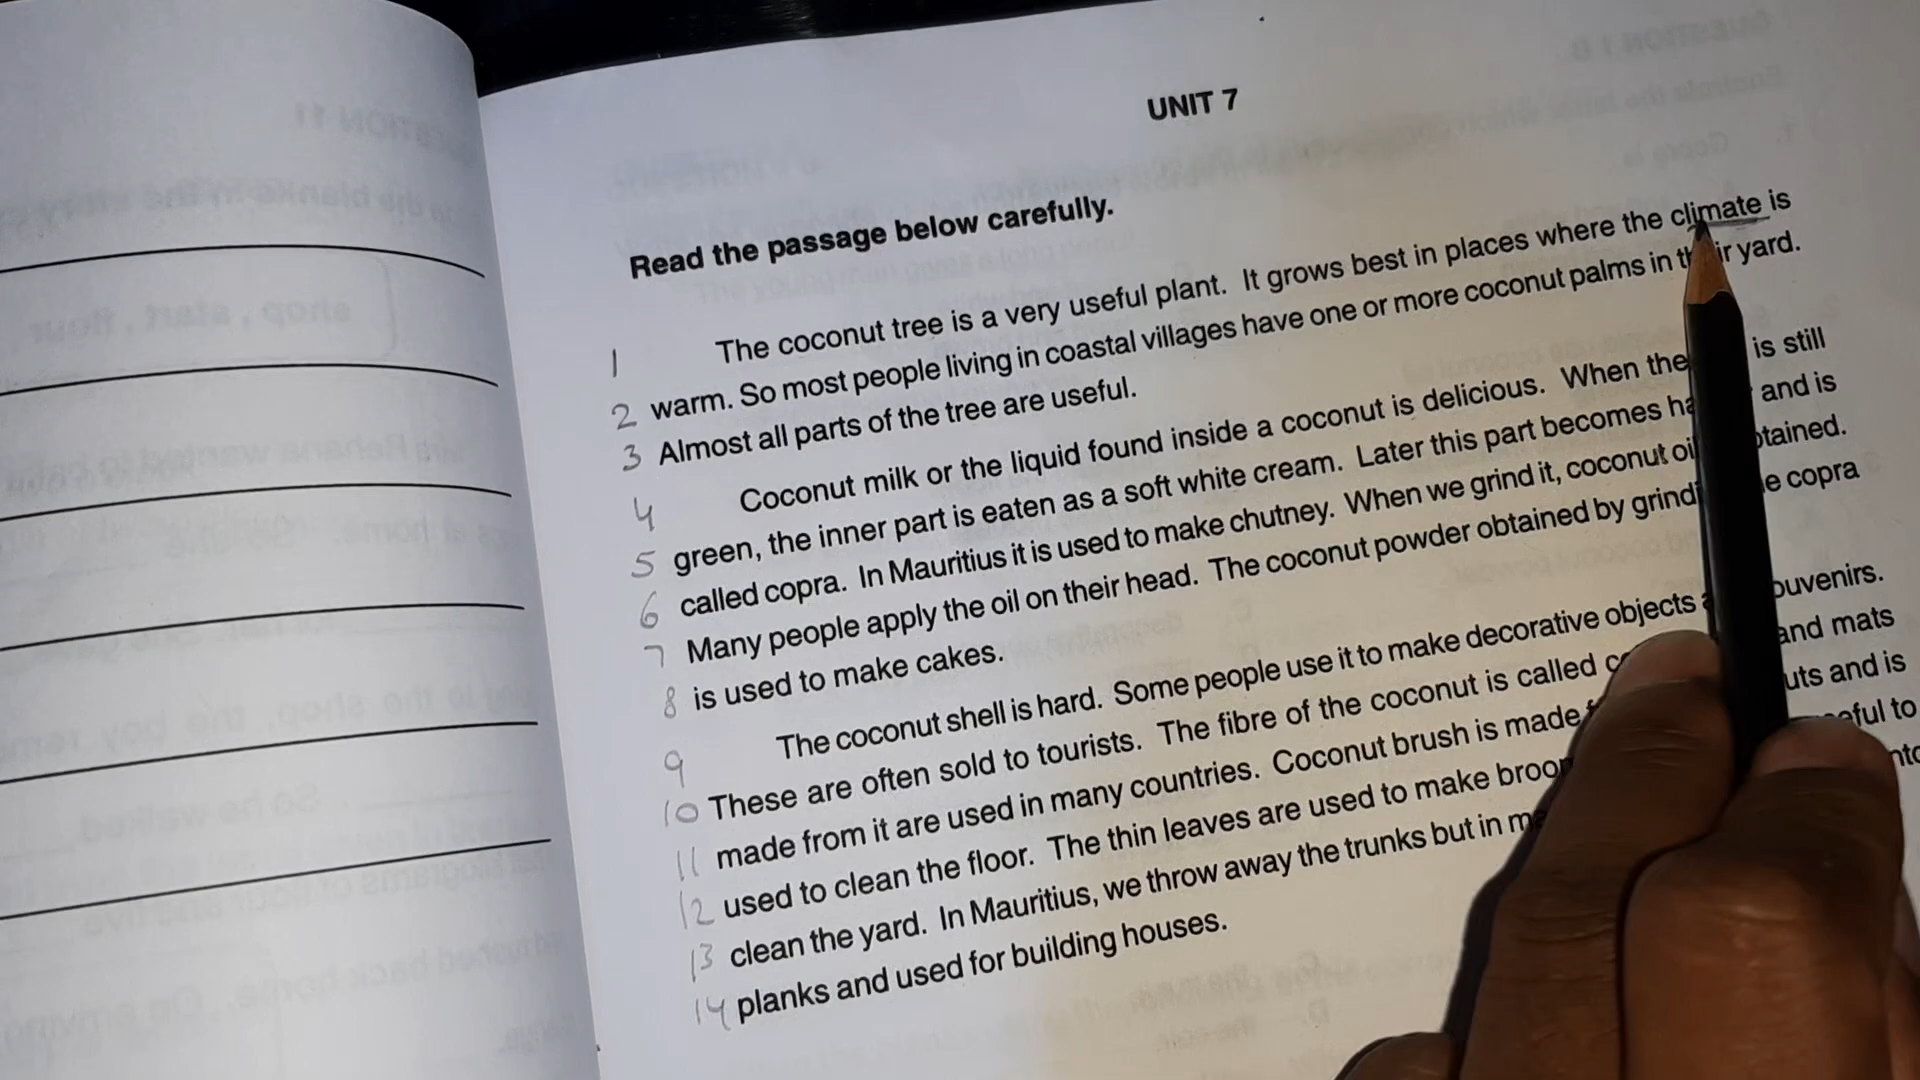 UNIT 7
Read the passage below carefully.
1 The coconut tree is a very useful plant. It grows best in places where the climate is
2 warm. So most people living in coastal villages have one or more coconut palms in their yard.
3 Almost all parts of the tree are useful.
4 Coconut milk or the liquid found inside a coconut is delicious. When the is still
5 green, the inner part is eaten as a soft white cream. Later this part becomes and is
6 called copra. In Mauritius it is used to make chutney. When we grind it, coconut oil obtained.
7 Many people apply the oil on their head. The coconut powder obtained by grinding copra
8 is used to make cakes.
9 The coconut shell is hard. Some people use it to make decorative objects souvenirs.
10 These are often sold to tourists. The fibre of the coconut is called and mats
11 made from it are used in many countries. Coconut brush is made and is
12 used to clean the floor. The thin leaves are used to make to
13 clean the yard. In Mauritius, we throw away the trunks but in
14 planks and used for building houses.
shop, start, flour